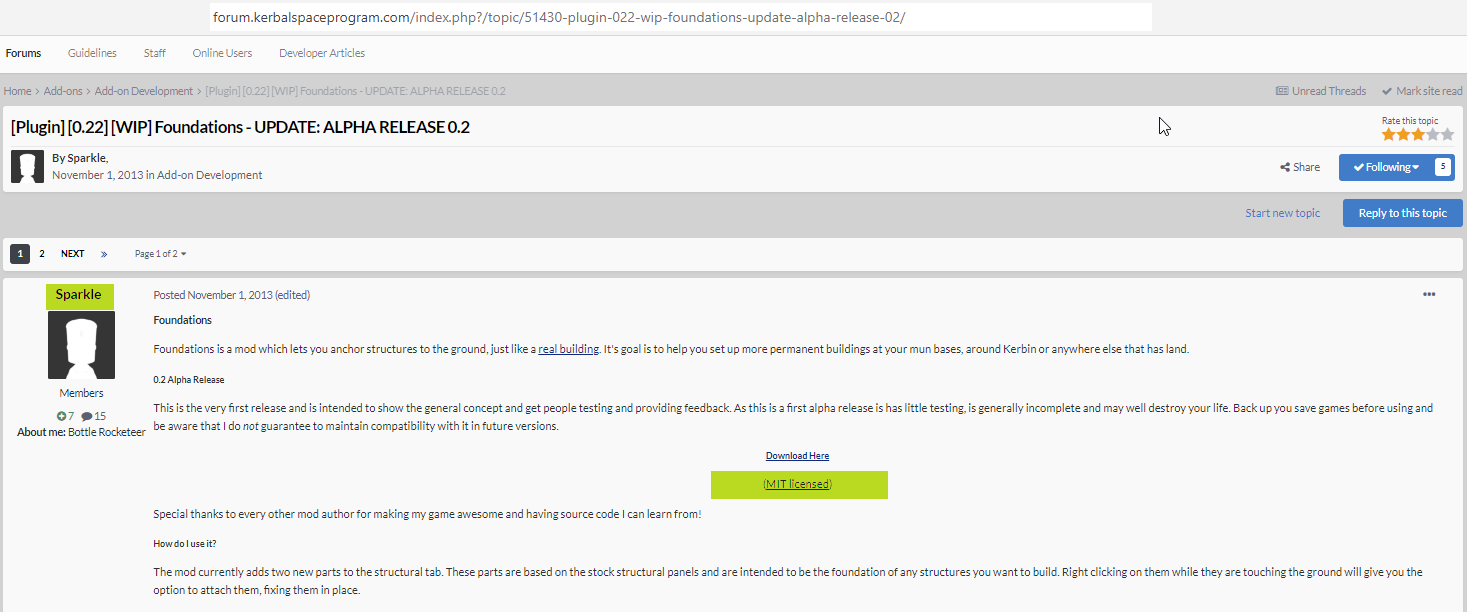 forum.kerbalspaceprogram.com/index.php?/topic/51430-plugin-022-wip-foundations-update-alpha-release-02/
Forums Guidelines Staff Online Users Developer Articles
Home > Add-ons > Add-on Development > [Plugin] [0.22] [WIP] Foundations - UPDATE: ALPHA RELEASE 0.2 Unread Threads Mark site read
[Plugin] [0.22] [WIP] Foundations - UPDATE: ALPHA RELEASE 0.2
Rate this topic
By Sparkle,
November 1, 2013 in Add-on Development
Share Following 5
Start new topic Reply to this topic
1 2 NEXT » Page 1 of 2
Sparkle
Members
7 15
About me: Bottle Rocketeer
Posted November 1, 2013 (edited)
Foundations
Foundations is a mod which lets you anchor structures to the ground, just like a real building. It's goal is to help you set up more permanent buildings at your mun bases, around Kerbin or anywhere else that has land.
0.2 Alpha Release
This is the very first release and is intended to show the general concept and get people testing and providing feedback. As this is a first alpha release is has little testing, is generally incomplete and may well destroy your life. Back up you save games before using and
be aware that I do not guarantee to maintain compatibility with it in future versions.
Download Here
(MIT licensed)
Special thanks to every other mod author for making my game awesome and having source code I can learn from!
How do I use it?
The mod currently adds two new parts to the structural tab. These parts are based on the stock structural panels and are intended to be the foundation of any structures you want to build. Right clicking on them while they are touching the ground will give you the
option to attach them, fixing them in place.